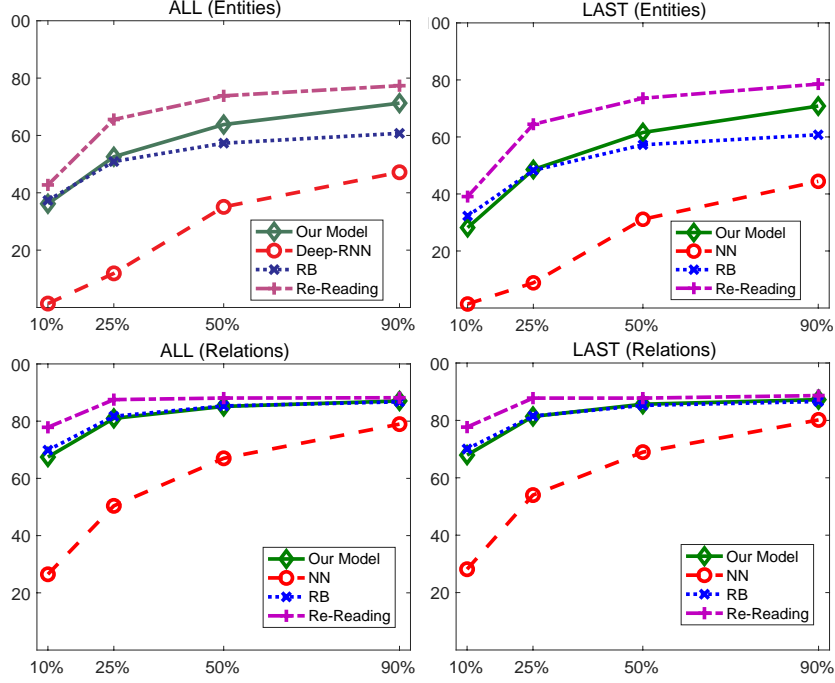 ALL (Entities)
00
80
60
40
20
10%
25%
50%
90%
Our Model
Deep-RNN
RB
Re-Reading
LAST (Entities)
00
80
60
40
20
10%
25%
50%
90%
Our Model
NN
RB
Re-Reading
ALL (Relations)
00
80
60
40
20
10%
25%
50%
90%
Our Model
NN
RB
Re-Reading
LAST (Relations)
00
80
60
40
20
10%
25%
50%
90%
Our Model
NN
RB
Re-Reading